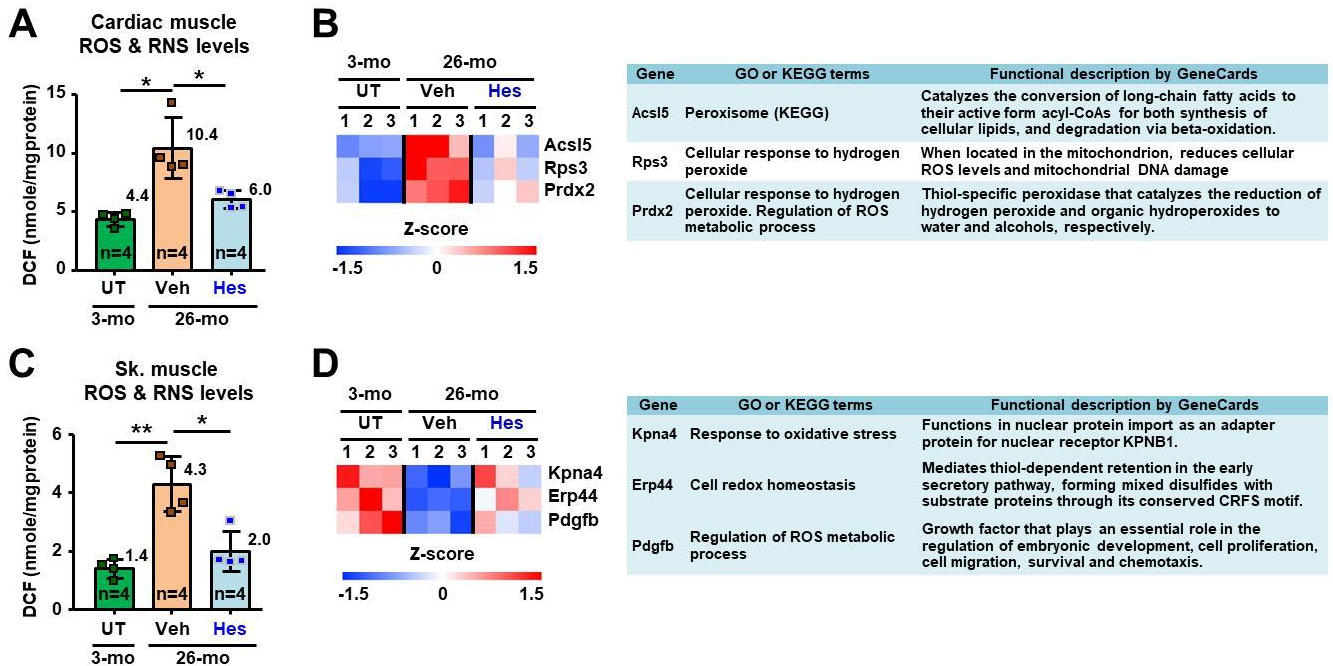 A
Cardiac muscle
ROS & RNS levels
DCF (nmole/mgprotein)
15
10
5
0
*
*
4.4
10.4
6.0
n=4
n=4
n=4
UT
Veh
Hes
3-mo
26-mo
B
3-mo
26-mo
UT
Veh
Hes
1 2 3 1 2 3 1 2 3
Acsl5
Rps3
Prdx2
Z-score
-1.5
0
1.5
Gene
GO or KEGG terms
Functional description by GeneCards
Acsl5
Peroxisome (KEGG)
Catalyzes the conversion of long-chain fatty acids to
their active form acyl-CoAs for both synthesis of
cellular lipids, and degradation via beta-oxidation.
Rps3
Cellular response to hydrogen
peroxide
When located in the mitochondrion, reduces cellular
ROS levels and mitochondrial DNA damage
Prdx2
Cellular response to hydrogen
peroxide. Regulation of ROS
metabolic process
Thiol-specific peroxidase that catalyzes the reduction of
hydrogen peroxide and organic hydroperoxides to
water and alcohols, respectively.
C
Sk. muscle
ROS & RNS levels
DCF (nmole/mgprotein)
6
4
2
0
**
*
1.4
4.3
2.0
n=4
n=4
n=4
UT
Veh
Hes
3-mo
26-mo
D
3-mo
26-mo
UT
Veh
Hes
1 2 3 1 2 3 1 2 3
Kpna4
Erp44
Pdgfb
Z-score
-1.5
0
1.5
Gene
GO or KEGG terms
Functional description by GeneCards
Kpna4
Response to oxidative stress
Functions in nuclear protein import as an adapter
protein for nuclear receptor KPNB1.
Erp44
Cell redox homeostasis
Mediates thiol-dependent retention in the early
secretory pathway, forming mixed disulfides with
substrate proteins through its conserved CRFS motif.
Pdgfb
Regulation of ROS metabolic
process
Growth factor that plays an essential role in the
regulation of embryonic development, cell proliferation,
cell migration, survival and chemotaxis.